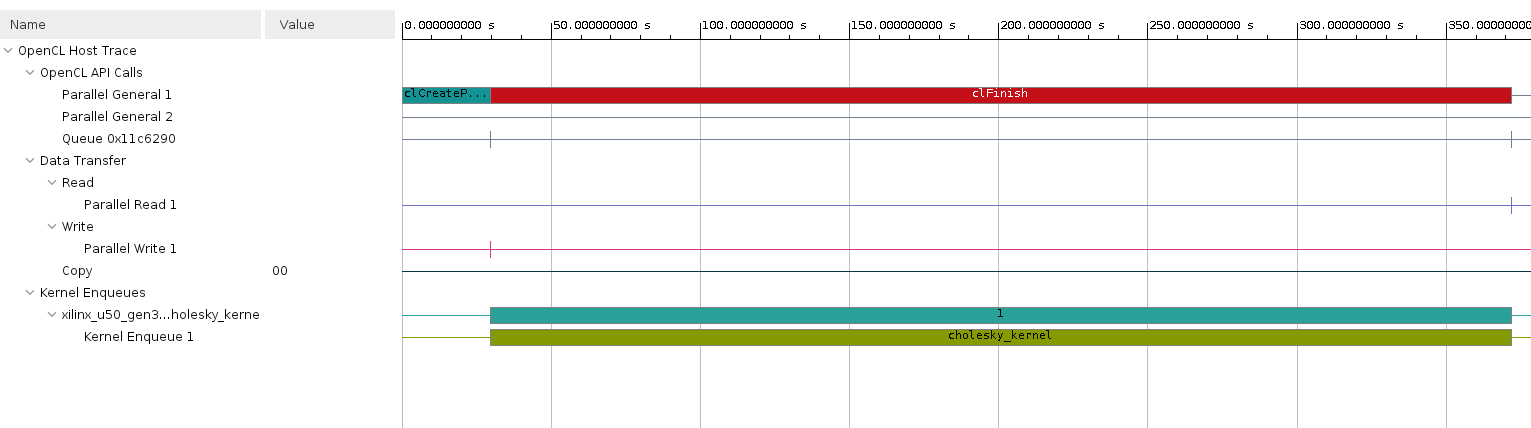 Name Value 0.000000000 s 50.000000000 s 100.000000000 s 150.000000000 s 200.000000000 s 250.000000000 s 300.000000000 s 350.0000000
OpenCL Host Trace
OpenCL API Calls
Parallel General 1 clCreateP... clFinish
Parallel General 2
Queue 0x11c6290
Data Transfer
Read
Parallel Read 1
Write
Parallel Write 1
Copy 00
Kernel Enqueues
xilinx_u50_gen3...holesky_kerne 1
Kernel Enqueue 1 cholesky_kernel